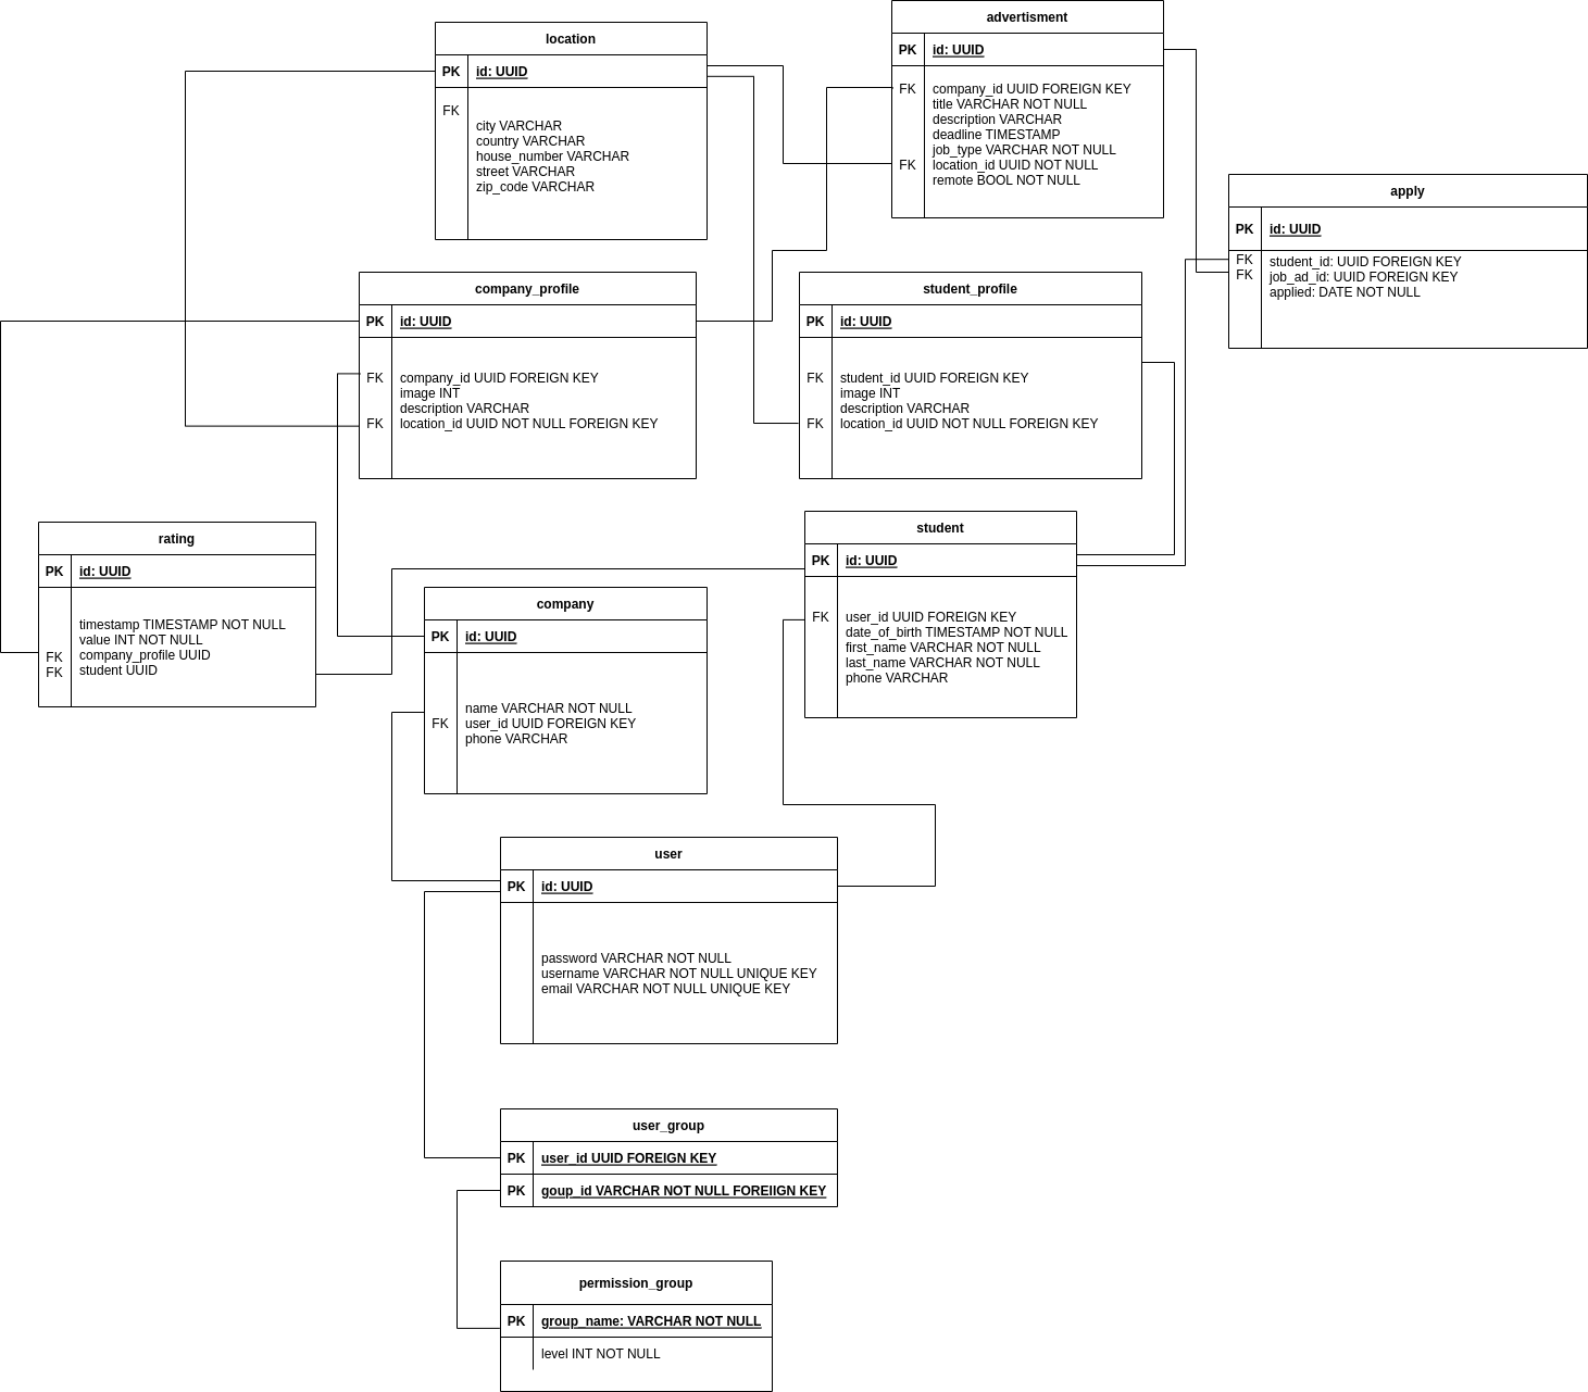 location
PK id: UUID
FK
city VARCHAR
country VARCHAR
house_number VARCHAR
street VARCHAR
zip_code VARCHAR
advertisment
PK id: UUID
FK company_id UUID FOREIGN KEY
title VARCHAR NOT NULL
description VARCHAR
deadline TIMESTAMP
job_type VARCHAR NOT NULL
FK location_id UUID NOT NULL
remote BOOL NOT NULL
apply
PK id: UUID
FK student_id: UUID FOREIGN KEY
FK job_ad_id: UUID FOREIGN KEY
applied: DATE NOT NULL
company_profile
PK id: UUID
FK company_id UUID FOREIGN KEY
image INT
description VARCHAR
FK location_id UUID NOT NULL FOREIGN KEY
student_profile
PK id: UUID
FK student_id UUID FOREIGN KEY
image INT
description VARCHAR
FK location_id UUID NOT NULL FOREIGN KEY
rating
PK id: UUID
timestamp TIMESTAMP NOT NULL
value INT NOT NULL
FK company_profile UUID
FK student UUID
student
PK id: UUID
FK user_id UUID FOREIGN KEY
date_of_birth TIMESTAMP NOT NULL
first_name VARCHAR NOT NULL
last_name VARCHAR NOT NULL
phone VARCHAR
company
PK id: UUID
name VARCHAR NOT NULL
FK user_id UUID FOREIGN KEY
phone VARCHAR
user
PK id: UUID
password VARCHAR NOT NULL
username VARCHAR NOT NULL UNIQUE KEY
email VARCHAR NOT NULL UNIQUE KEY
user_group
PK user_id UUID FOREIGN KEY
PK goup_id VARCHAR NOT NULL FOREIIGN KEY
permission_group
PK group_name: VARCHAR NOT NULL
level INT NOT NULL